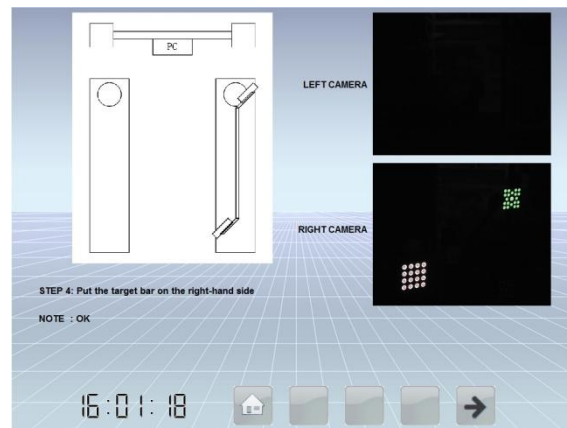 PC
LEFT CAMERA
RIGHT CAMERA
STEP 4: Put the target bar on the right-hand side
NOTE : OK
16:01:18